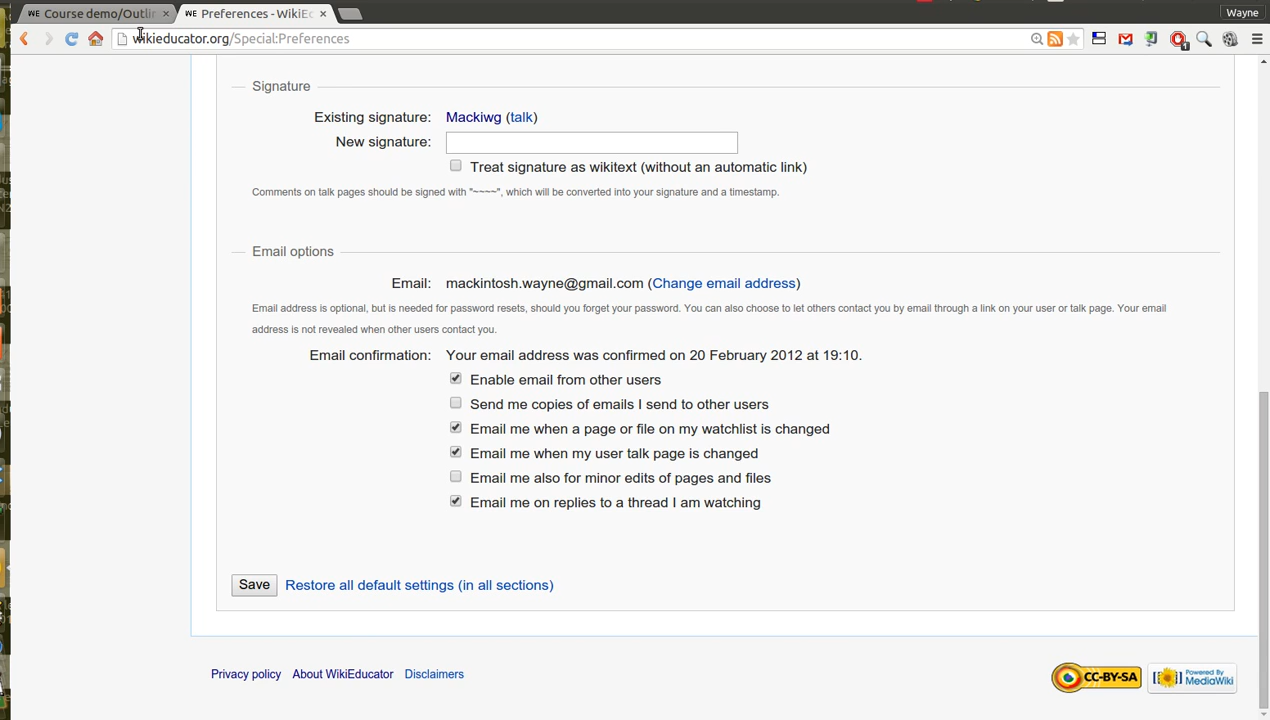 Course demo/Outlin
Preferences - WikiEc
Wayne
wikieducator.org/Special:Preferences
Signature
Existing signature: Mackiwg (talk)
New signature:
Treat signature as wikitext (without an automatic link)
Comments on talk pages should be signed with "~~~~", which will be converted into your signature and a timestamp.
Email options
Email: mackintosh.wayne@gmail.com (Change email address)
Email address is optional, but is needed for password resets, should you forget your password. You can also choose to let others contact you by email through a link on your user or talk page. Your email
address is not revealed when other users contact you.
Email confirmation: Your email address was confirmed on 20 February 2012 at 19:10.
Enable email from other users
Send me copies of emails I send to other users
Email me when a page or file on my watchlist is changed
Email me when my user talk page is changed
Email me also for minor edits of pages and files
Email me on replies to a thread I am watching
Save Restore all default settings (in all sections)
Privacy policy About WikiEducator Disclaimers
CC-BY-SA
Powered By
MediaWiki